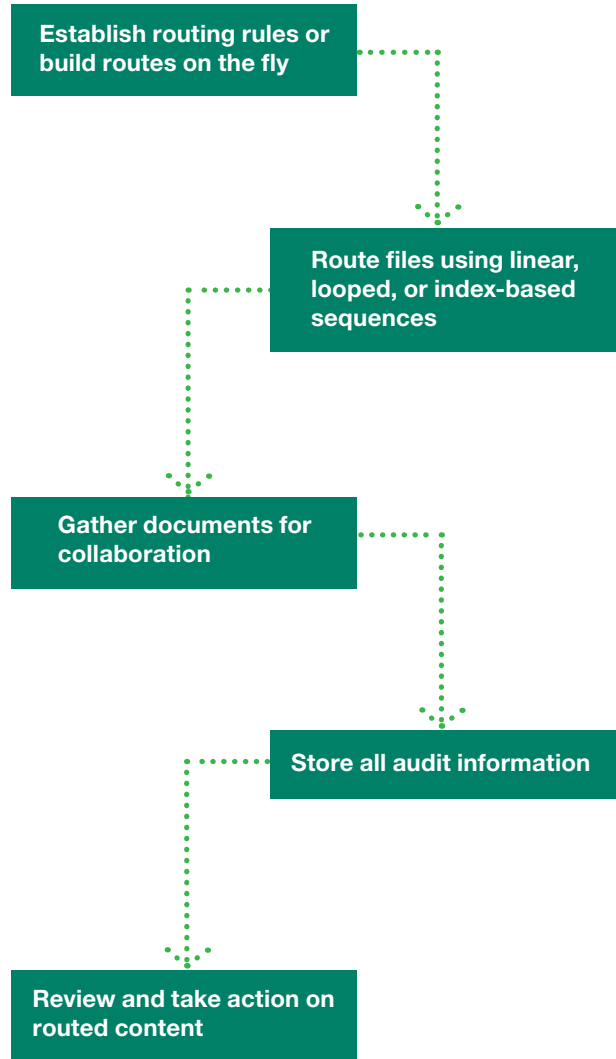 Establish routing rules or
build routes on the fly
Route files using linear,
looped, or index-based
sequences
Gather documents for
collaboration
Store all audit information
Review and take action on
routed content